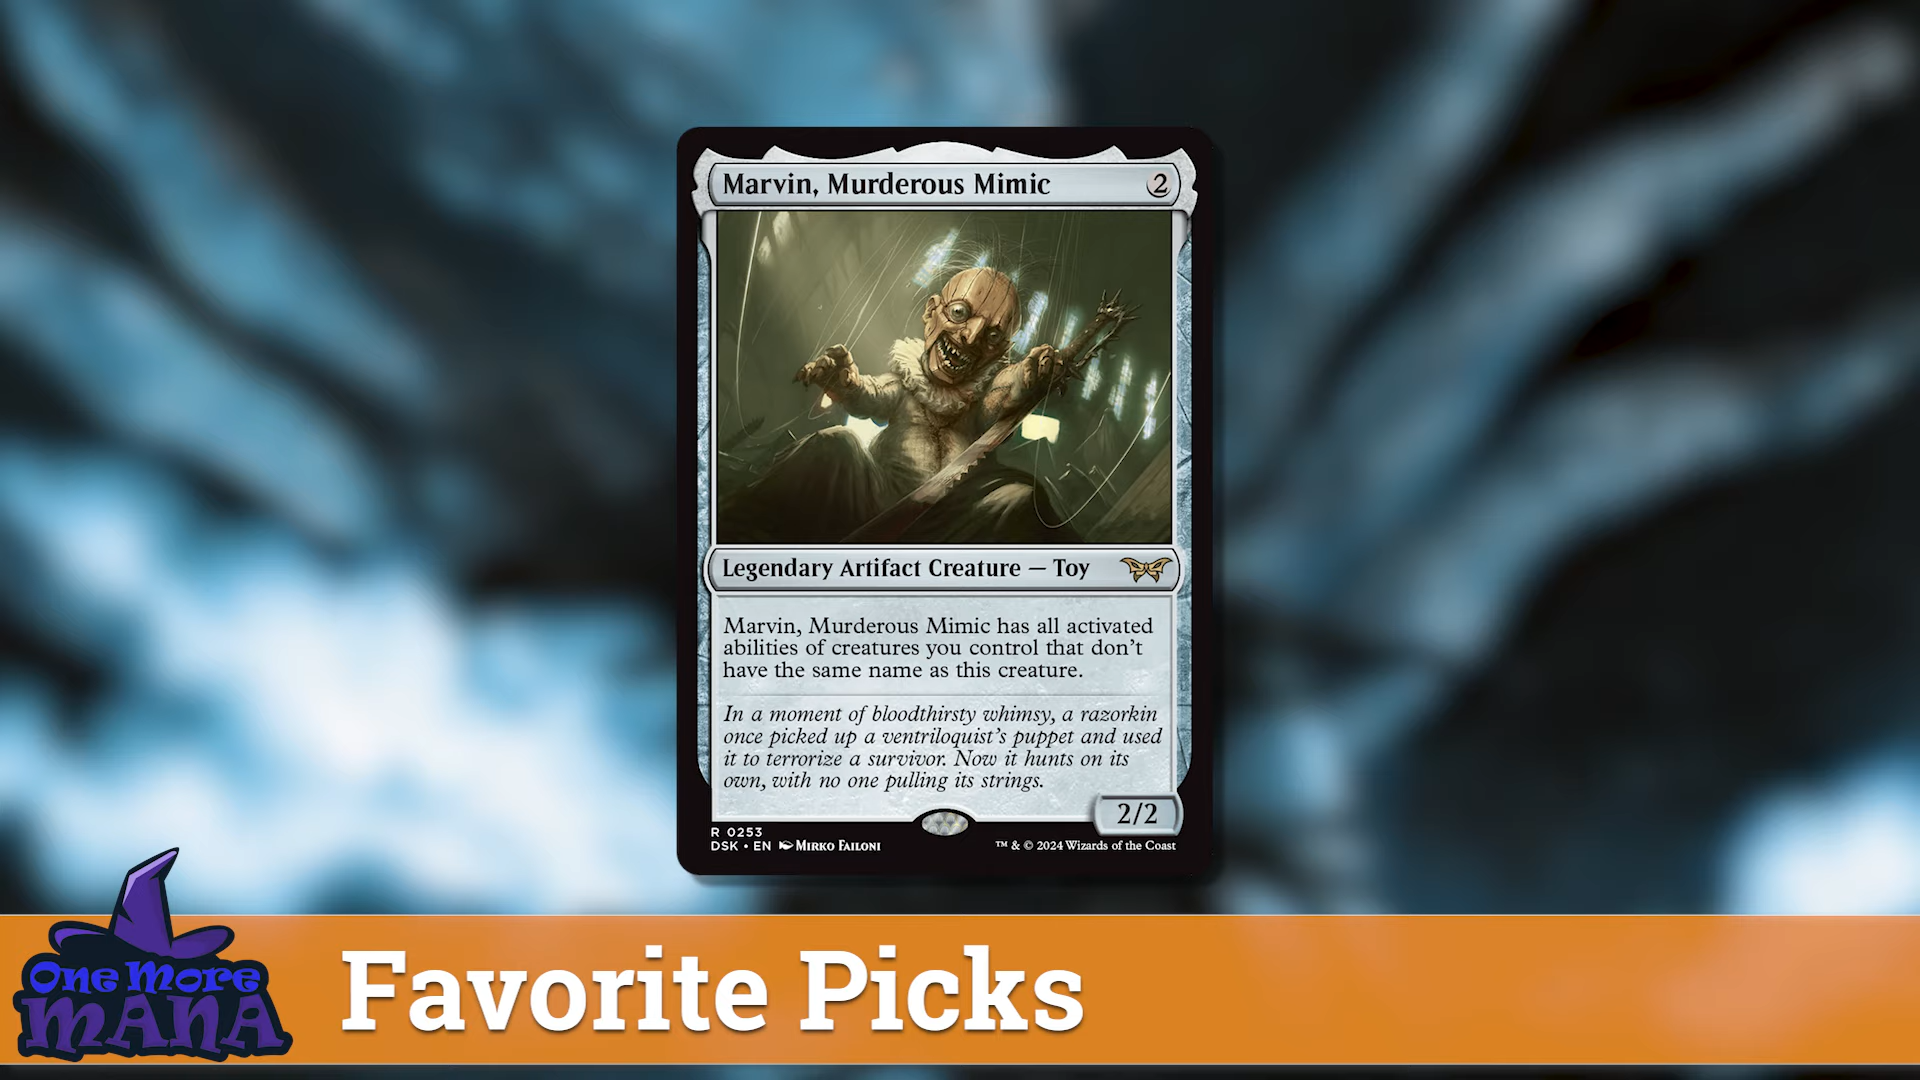 Marvin, Murderous Mimic 2
Legendary Artifact Creature — Toy
Marvin, Murderous Mimic has all activated
abilities of creatures you control that don't
have the same name as this creature.
In a moment of bloodthirsty whimsy, a razorkin
once picked up a ventriloquist's puppet and used
it to terrorize a survivor. Now it hunts on its
own, with no one pulling its strings.
2/2
R 0253
DSK • EN Mirko Failoni
™ & © 2024 Wizards of the Coast
One More
Mana
Favorite Picks